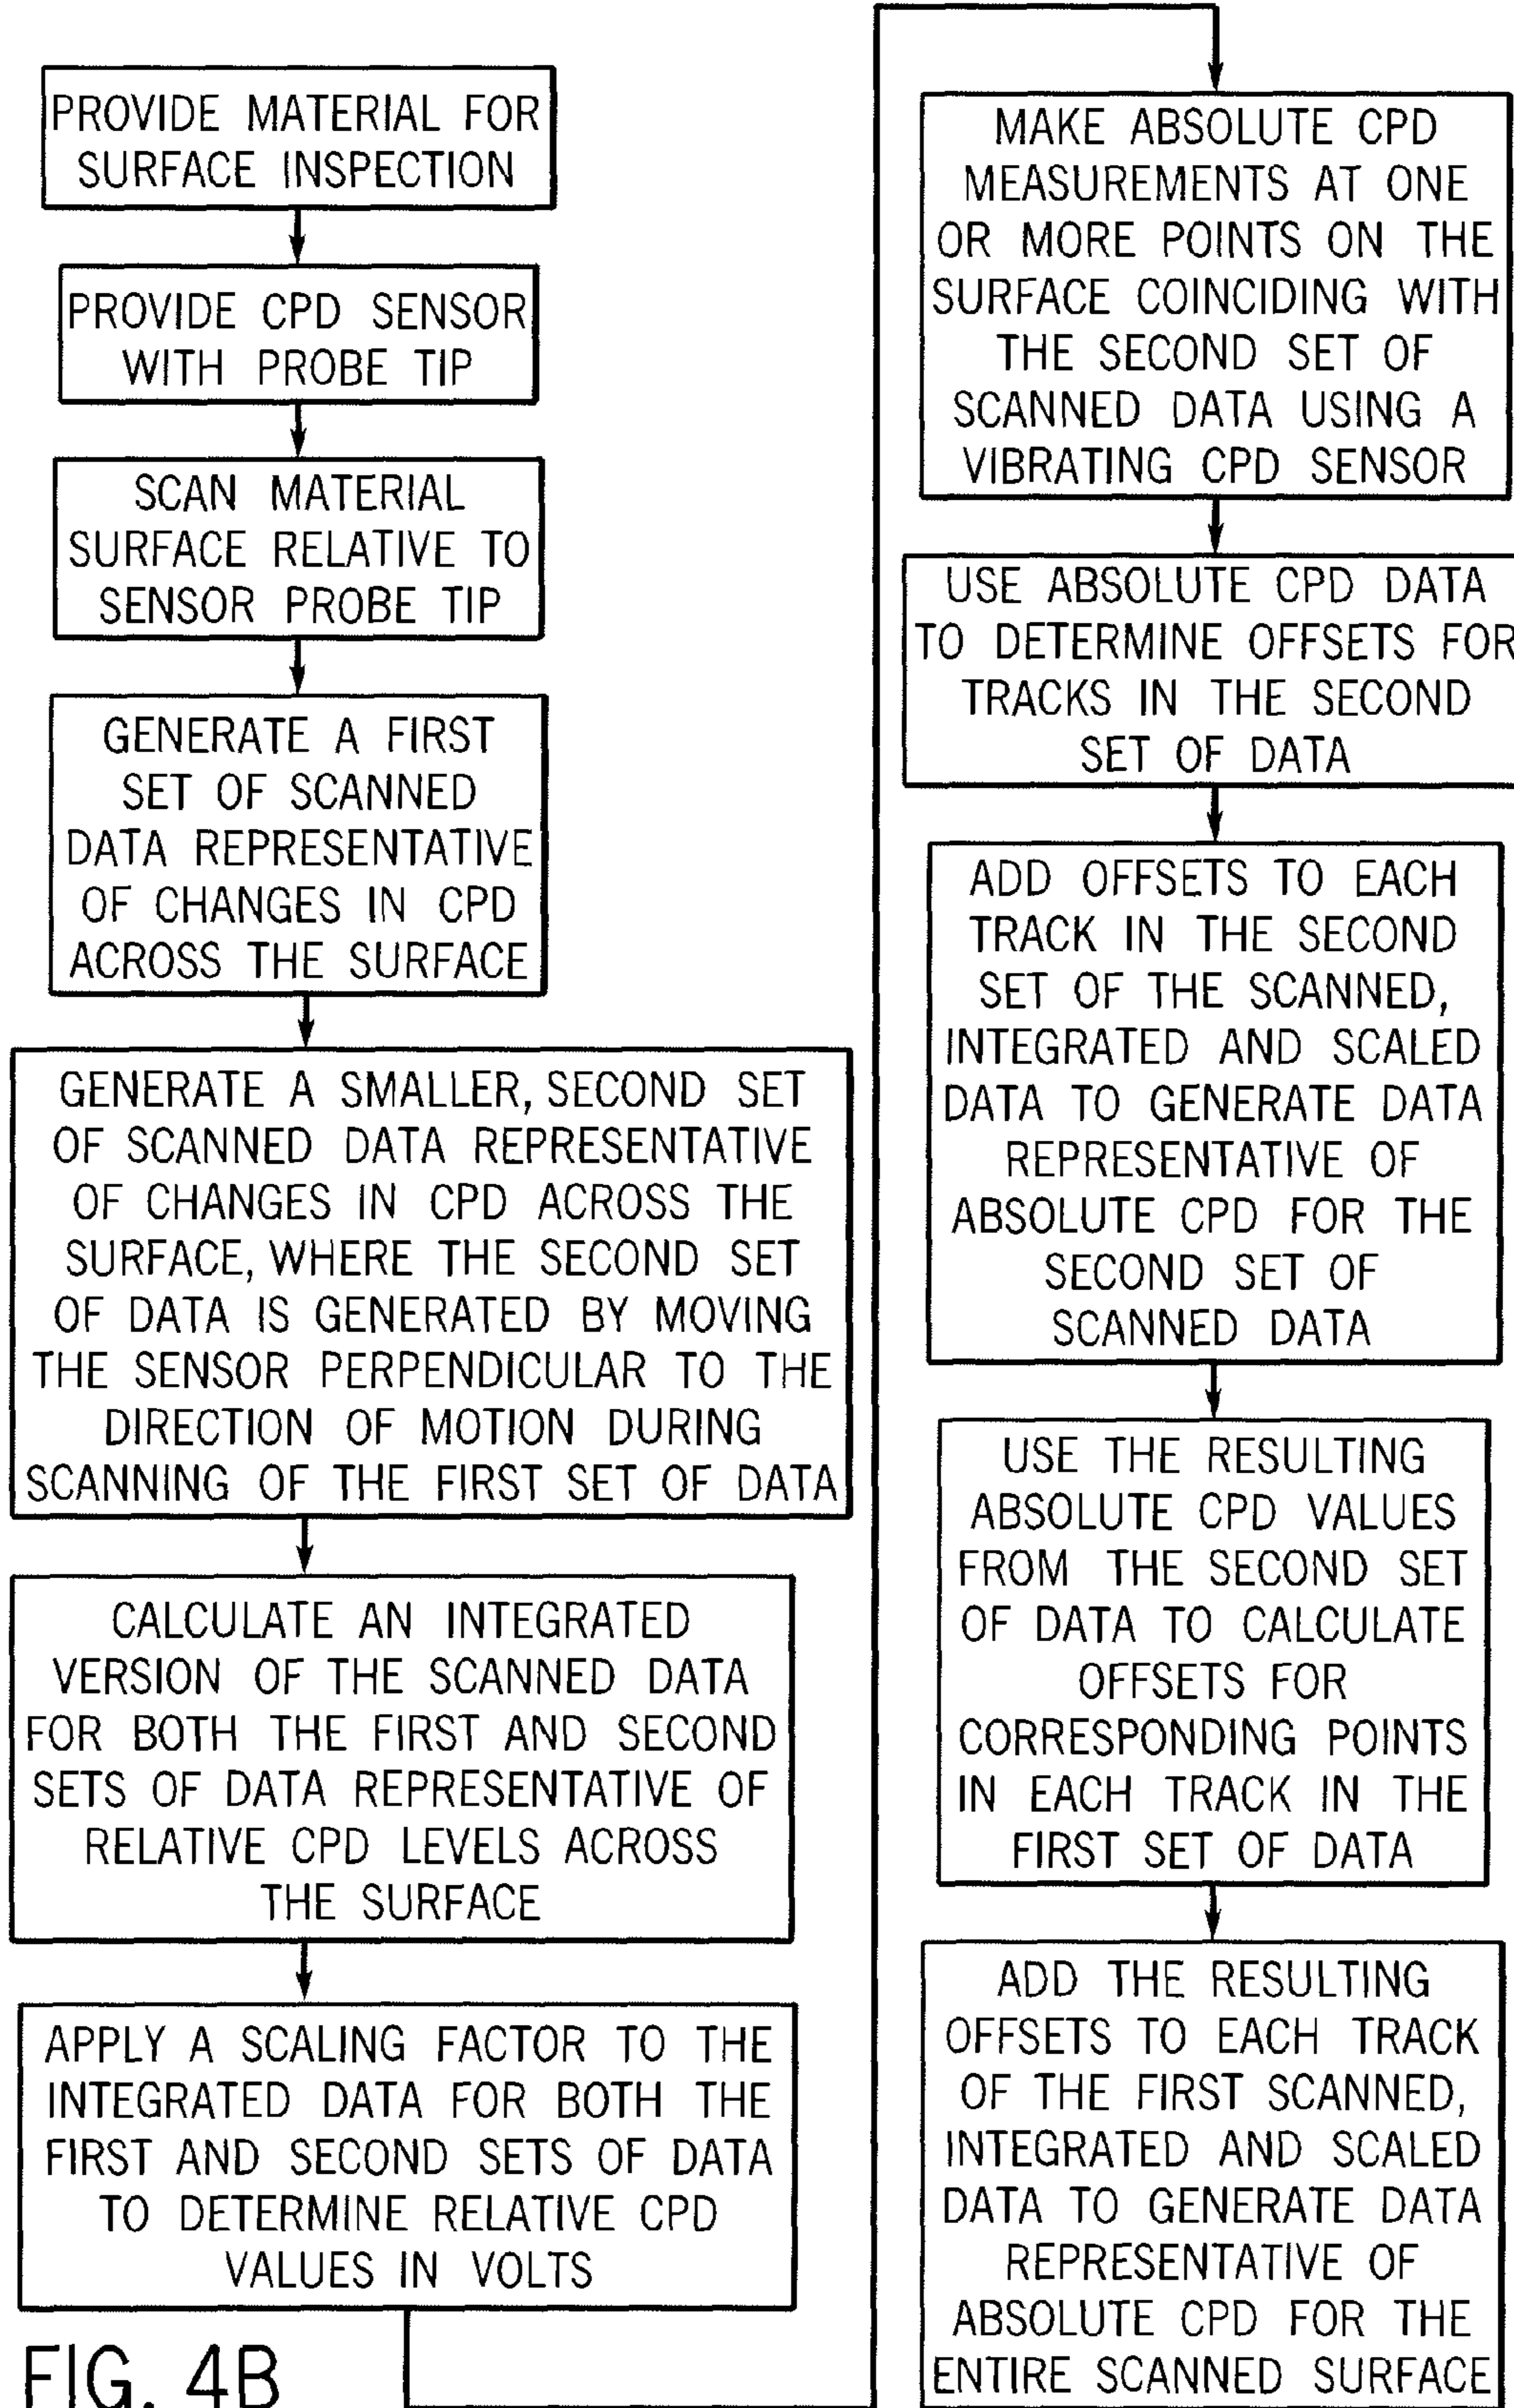 PROVIDE MATERIAL FOR
SURFACE INSPECTION
PROVIDE CPD SENSOR
WITH PROBE TIP
SCAN MATERIAL
SURFACE RELATIVE TO
SENSOR PROBE TIP
GENERATE A FIRST
SET OF SCANNED
DATA REPRESENTATIVE
OF CHANGES IN CPD
ACROSS THE SURFACE
GENERATE A SMALLER, SECOND SET
OF SCANNED DATA REPRESENTATIVE
OF CHANGES IN CPD ACROSS THE
SURFACE, WHERE THE SECOND SET
OF DATA IS GENERATED BY MOVING
THE SENSOR PERPENDICULAR TO THE
DIRECTION OF MOTION DURING
SCANNING OF THE FIRST SET OF DATA
CALCULATE AN INTEGRATED
VERSION OF THE SCANNED DATA
FOR BOTH THE FIRST AND SECOND
SETS OF DATA REPRESENTATIVE OF
RELATIVE CPD LEVELS ACROSS
THE SURFACE
APPLY A SCALING FACTOR TO THE
INTEGRATED DATA FOR BOTH THE
FIRST AND SECOND SETS OF DATA
TO DETERMINE RELATIVE CPD
VALUES IN VOLTS
FIG. 4B
MAKE ABSOLUTE CPD
MEASUREMENTS AT ONE
OR MORE POINTS ON THE
SURFACE COINCIDING WITH
THE SECOND SET OF
SCANNED DATA USING A
VIBRATING CPD SENSOR
USE ABSOLUTE CPD DATA
TO DETERMINE OFFSETS FOR
TRACKS IN THE SECOND
SET OF DATA
ADD OFFSETS TO EACH
TRACK IN THE SECOND
SET OF THE SCANNED,
INTEGRATED AND SCALED
DATA TO GENERATE DATA
REPRESENTATIVE OF
ABSOLUTE CPD FOR THE
SECOND SET OF
SCANNED DATA
USE THE RESULTING
ABSOLUTE CPD VALUES
FROM THE SECOND SET
OF DATA TO CALCULATE
OFFSETS FOR
CORRESPONDING POINTS
IN EACH TRACK IN THE
FIRST SET OF DATA
ADD THE RESULTING
OFFSETS TO EACH TRACK
OF THE FIRST SCANNED,
INTEGRATED AND SCALED
DATA TO GENERATE DATA
REPRESENTATIVE OF
ABSOLUTE CPD FOR THE
ENTIRE SCANNED SURFACE